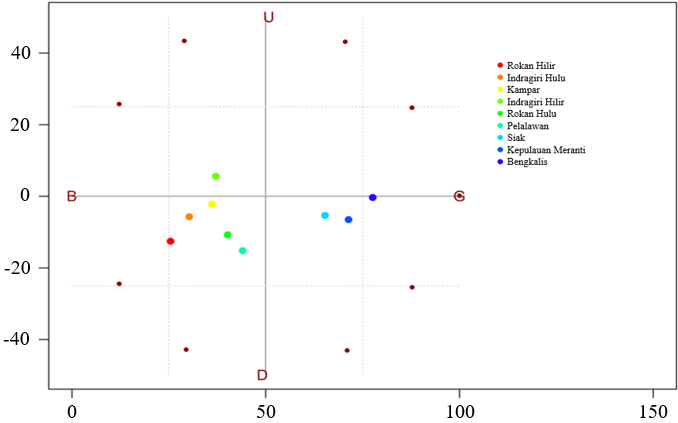 U
40
20
0
-20
-40
B
G
D
0
50
100
150
Rokan Hilir
Indragiri Hulu
Kampar
Indragiri Hilir
Rokan Hulu
Pelalawan
Siak
Kepulauan Meranti
Bengkalis